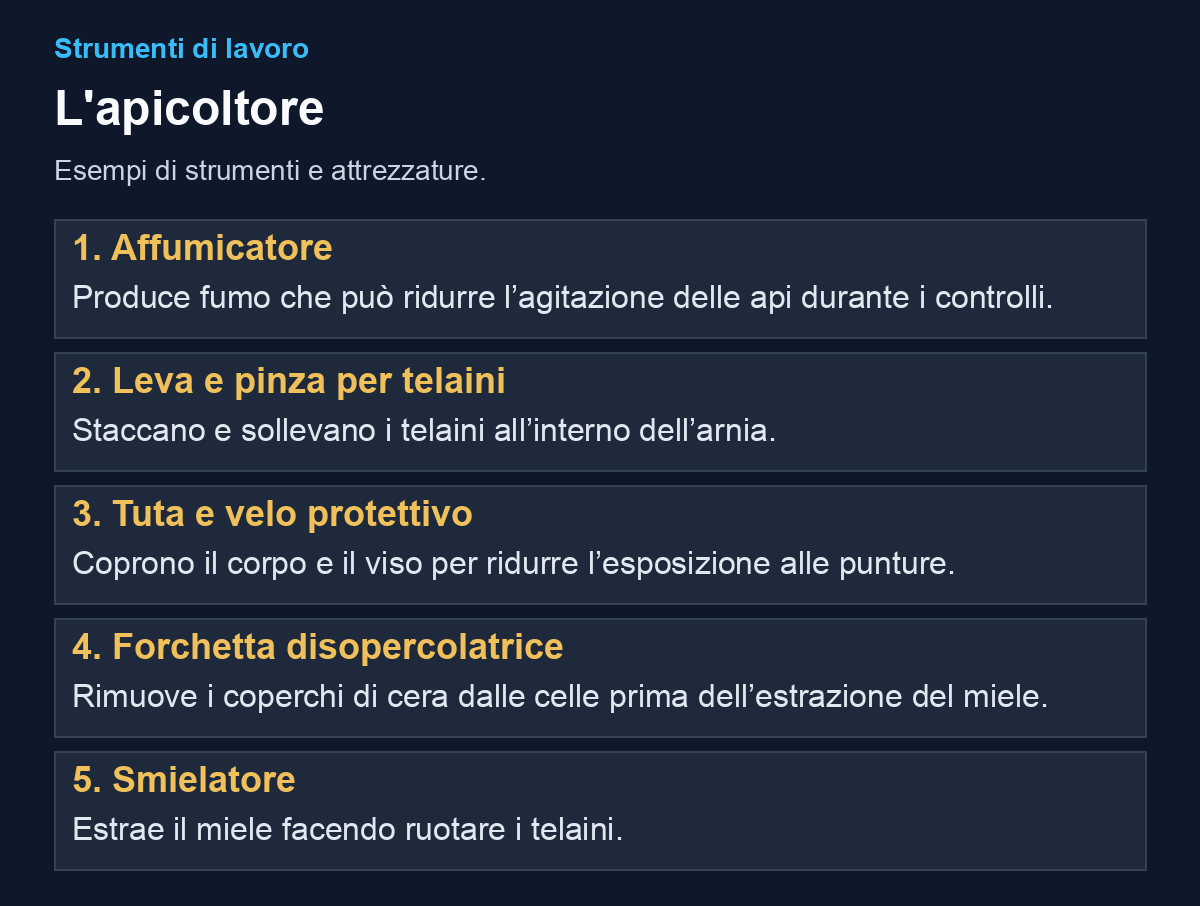 Strumenti di lavoro
L'apicoltore
Esempi di strumenti e attrezzature.
1. Affumicatore
Produce fumo che può ridurre l’agitazione delle api durante i controlli.
2. Leva e pinza per telaini
Staccano e sollevano i telaini all’interno dell’arnia.
3. Tuta e velo protettivo
Coprono il corpo e il viso per ridurre l’esposizione alle punture.
4. Forchetta disopercolatrice
Rimuove i coperchi di cera dalle celle prima dell’estrazione del miele.
5. Smielatore
Estrae il miele facendo ruotare i telaini.